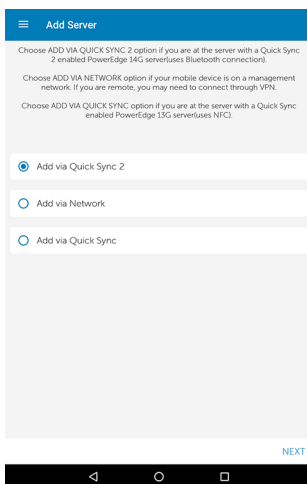 Add Server
Choose ADD VIA QUICK SYNC 2 option if you are at the server with a Quick Sync
2 enabled PowerEdge 14G server(uses Bluetooth connection).
Choose ADD VIA NETWORK option if your mobile device is on a management
network. If you are remote, you may need to connect through VPN.
Choose ADD VIA QUICK SYNC option if you are at the server with a Quick Sync
enabled PowerEdge 13G server(uses NFC).
Add via Quick Sync 2
Add via Network
Add via Quick Sync
NEXT